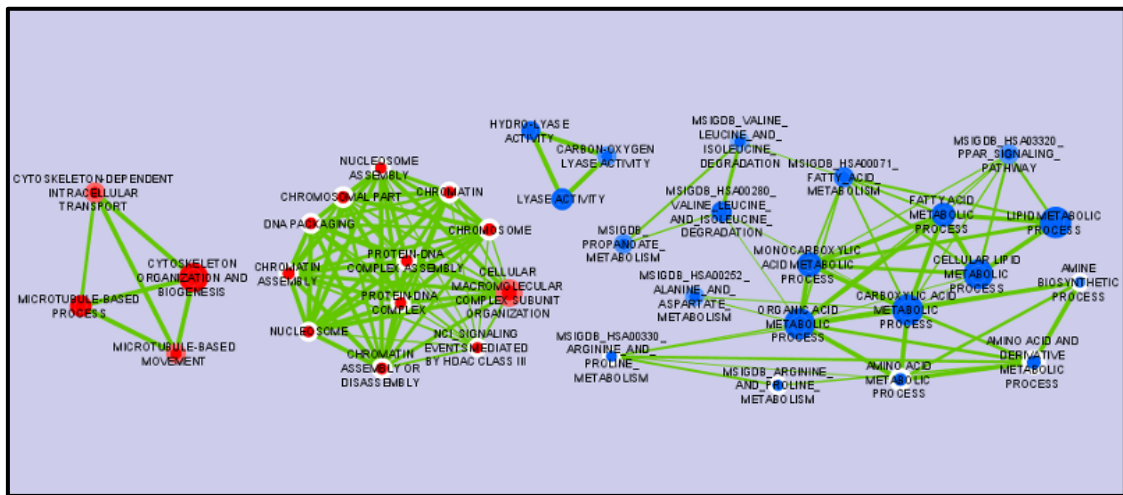 CYTOSKELETON-DEPENDENT
INTRACELLULAR
TRANSPORT
CYTOSKELETON
ORGANIZATION AND
BIOGENESIS
MICROTUBULE-BASED
PROCESS
MICROTUBULE-BASED
MOVEMENT
NUCLEOSOME
ASSEMBLY
CHROMOSOMAL PART
CHROMATIN
DNA PACKAGING
CHROMOSOME
PROTEIN-DNA
COMPLEX ASSEMBLY
CHROMATIN
ASSEMBLY
CELLULAR
MACROMOLECULAR
COMPLEX SUBUNIT
ORGANIZATION
PROTEIN-DNA
COMPLEX
NUCLEOSOME
NCI_SIGNALING
EVENTS MEDIATED
BY HDAC CLASS III
CHROMATIN
ASSEMBLY OR
DISASSEMBLY
HYDRO-LYASE
ACTIVITY
CARBON-OXYGEN
LYASE ACTIVITY
LYASE ACTIVITY
MSIGDB_VALINE_
LEUCINE_AND_
ISOLEUCINE_
DEGRADATION
MSIGDB_HSA00071_
FATTY_ACID_
METABOLISM
MSIGDB_HSA03320_
PPAR_SIGNALING_
PATHWAY
MSIGDB_HSA00280_
VALINE_LEUCINE_
AND_ISOLEUCINE_
DEGRADATION
FATTY ACID
METABOLIC
PROCESS
LIPID METABOLIC
PROCESS
MSIGDB_
PROPANOATE_
METABOLISM
MONOCARBOXYLIC
ACID METABOLIC
PROCESS
CELLULAR LIPID
METABOLIC
PROCESS
AMINE
BIOSYNTHETIC
PROCESS
MSIGDB_HSA00252_
ALANINE_AND_
ASPARTATE_
METABOLISM
ORGANIC ACID
METABOLIC
PROCESS
CARBOXYLIC ACID
METABOLIC
PROCESS
MSIGDB_HSA00330_
ARGININE_AND_
PROLINE_
METABOLISM
MSIGDB_ARGININE_
AND_PROLINE_
METABOLISM
AMINO ACID
METABOLIC
PROCESS
AMINO ACID AND
DERIVATIVE
METABOLIC
PROCESS